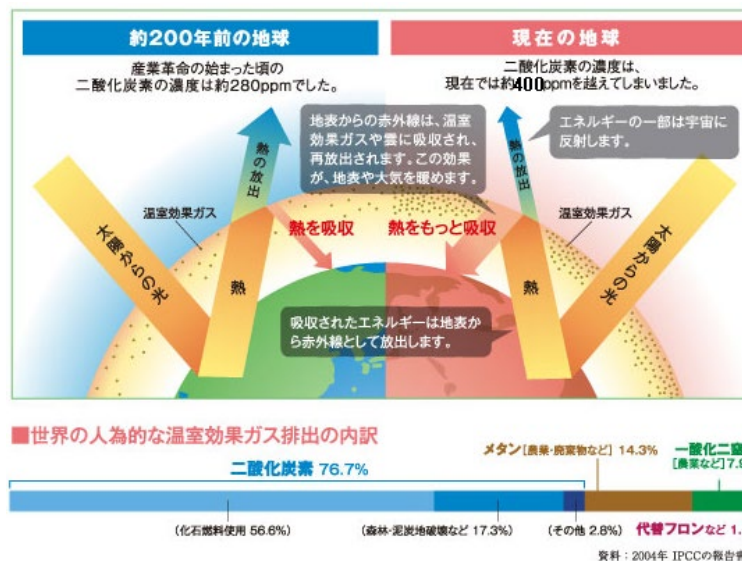 約200年前の地球
産業革命の始まった頃の
二酸化炭素の濃度は約280ppmでした。
現在の地球
二酸化炭素の濃度は、
現在では約400ppmを越えてしまいました。
地表からの赤外線は、温室
効果ガスや雲に吸収され、
再放出されます。この効果
が、地表や大気を暖めます。
エネルギーの一部は宇宙に
反射します。
熱の放出
熱の放出
温室効果ガス
温室効果ガス
熱を吸収
熱をもっと吸収
太陽からの光
熱
熱
太陽からの光
吸収されたエネルギーは地表か
ら赤外線として放出します。
■世界の人為的な温室効果ガス排出の内訳
二酸化炭素 76.7%
メタン[農業・廃棄物など] 14.3%
一酸化二窒
[農業など]7.9
(化石燃料使用 56.6%)
(森林・泥炭地破壊など 17.3%)
(その他 2.8%)
代替フロンなど 1.
資料：2004年 IPCCの報告書